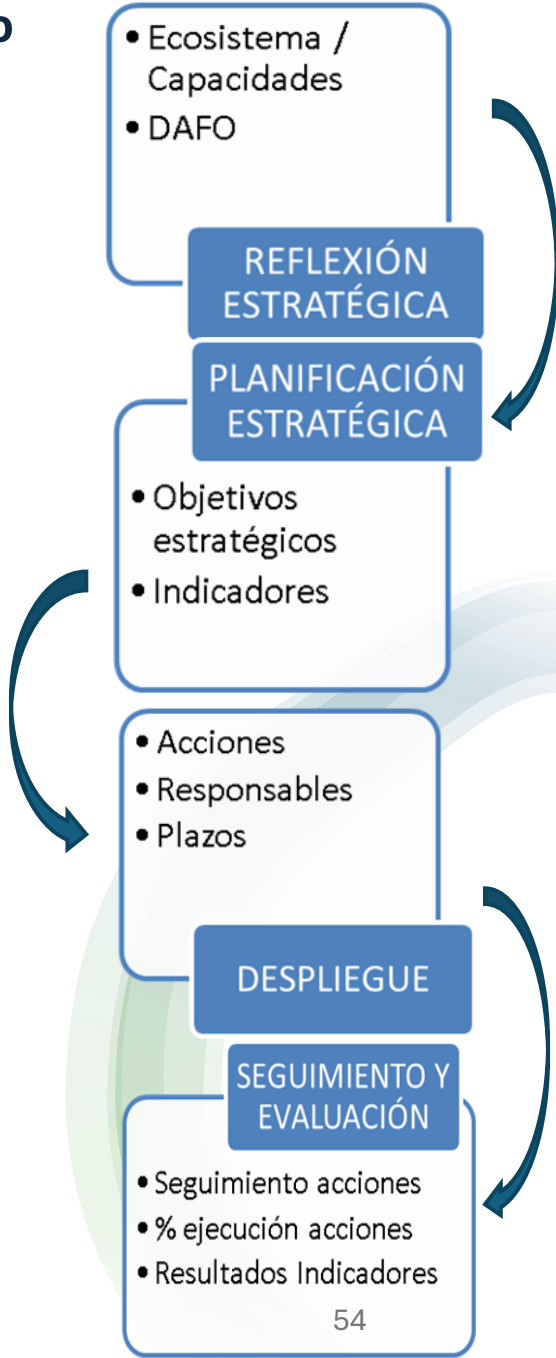 o
• Ecosistema /
Capacidades
• DAFO
REFLEXIÓN
ESTRATÉGICA
PLANIFICACIÓN
ESTRATÉGICA
• Objetivos
estratégicos
• Indicadores
• Acciones
• Responsables
• Plazos
DESPLIEGUE
SEGUIMIENTO Y
EVALUACIÓN
• Seguimiento acciones
• % ejecución acciones
• Resultados Indicadores
54